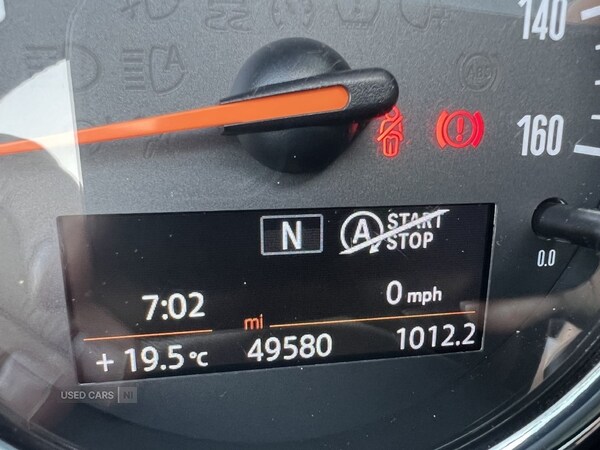 140
ABC
160
N
A START STOP
0.0
7:02
0 mph
mi
+ 19.5°C 49580 1012.2
USED CARS NI